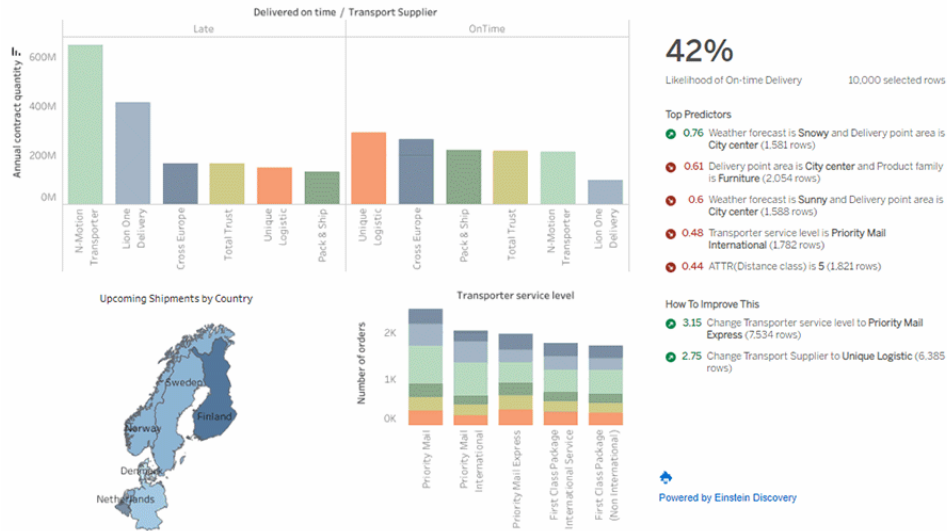 Delivered on time / Transport Supplier
Late
OnTime
Annual contract quantity
600M
400M
200M
0M
N-Motion
Transporter
Lion One
Delivery
Cross Europe
Total Trust
Unique
Logistic
Pack & Ship
Unique
Logistic
Cross Europe
Pack & Ship
Total Trust
N-Motion
Transporter
Lion One
Delivery
Upcoming Shipments by Country
Sweden
Finland
Norway
Denmark
Netherlands
Transporter service level
Number of orders
2K
1K
0K
Priority Mail
Priority Mail
International
Priority Mail Express
First Class Package
International Service
First Class Package
(Non International)
42%
Likelihood of On-time Delivery
10,000 selected rows
Top Predictors
0.76 Weather forecast is Snowy and Delivery point area is
City center (1.581 rows)
0.61 Delivery point area is City center and Product family
is Furniture (2.054 rows)
0.6 Weather forecast is Sunny and Delivery point area is
City center (1.588 rows)
0.48 Transporter service level is Priority Mail
International (1.782 rows)
0.44 ATTR(Distance class) is 5 (1,821 rows)
How To Improve This
3.15 Change Transporter service level to Priority Mail
Express (7.534 rows)
2.75 Change Transport Supplier to Unique Logistic (6.385
rows)
Powered by Einstein Discovery